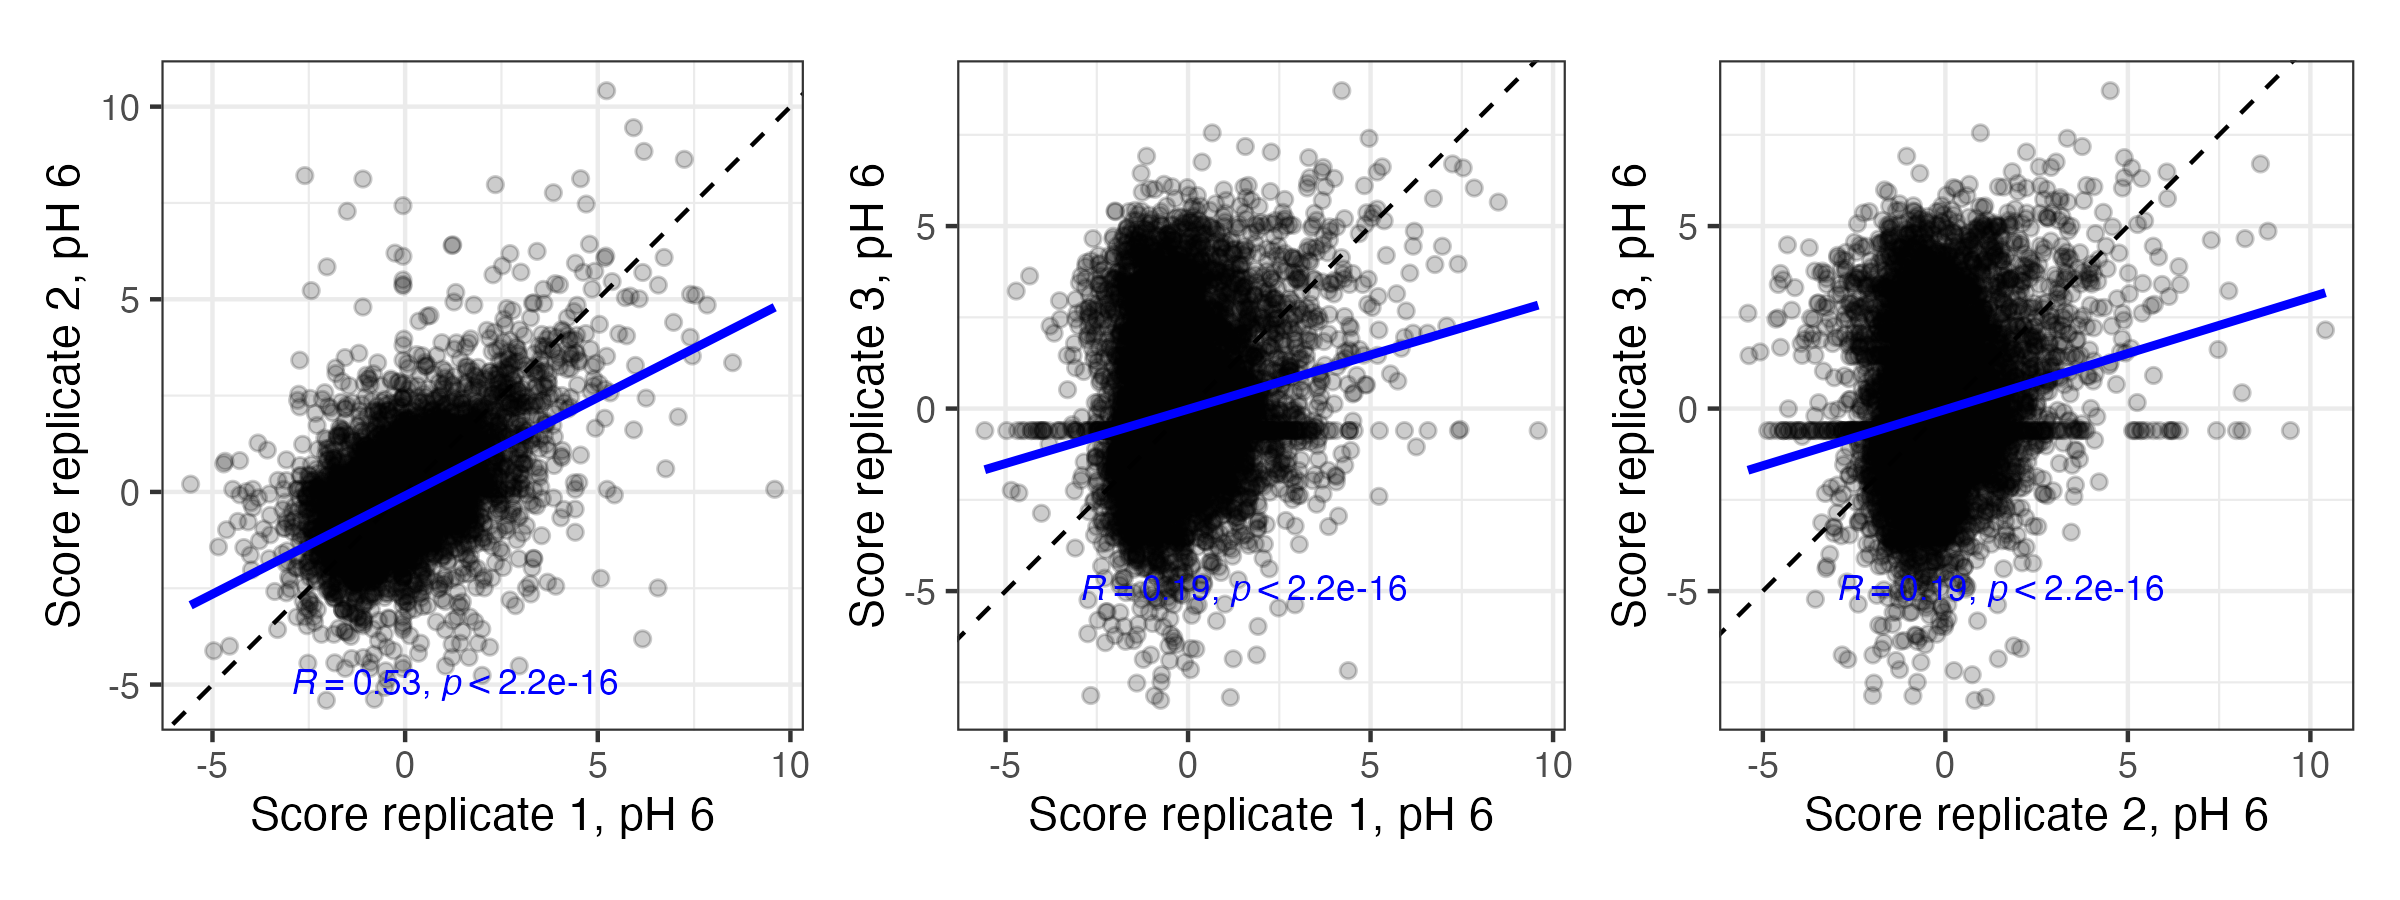 Score replicate 2, pH 6
10
5
0
-5
R = 0.53, p < 2.2e-16
-5 0 5 10
Score replicate 1, pH 6
Score replicate 3, pH 6
5
0
-5
R = 0.19, p < 2.2e-16
-5 0 5 10
Score replicate 1, pH 6
Score replicate 3, pH 6
5
0
-5
R = 0.19, p < 2.2e-16
-5 0 5 10
Score replicate 2, pH 6